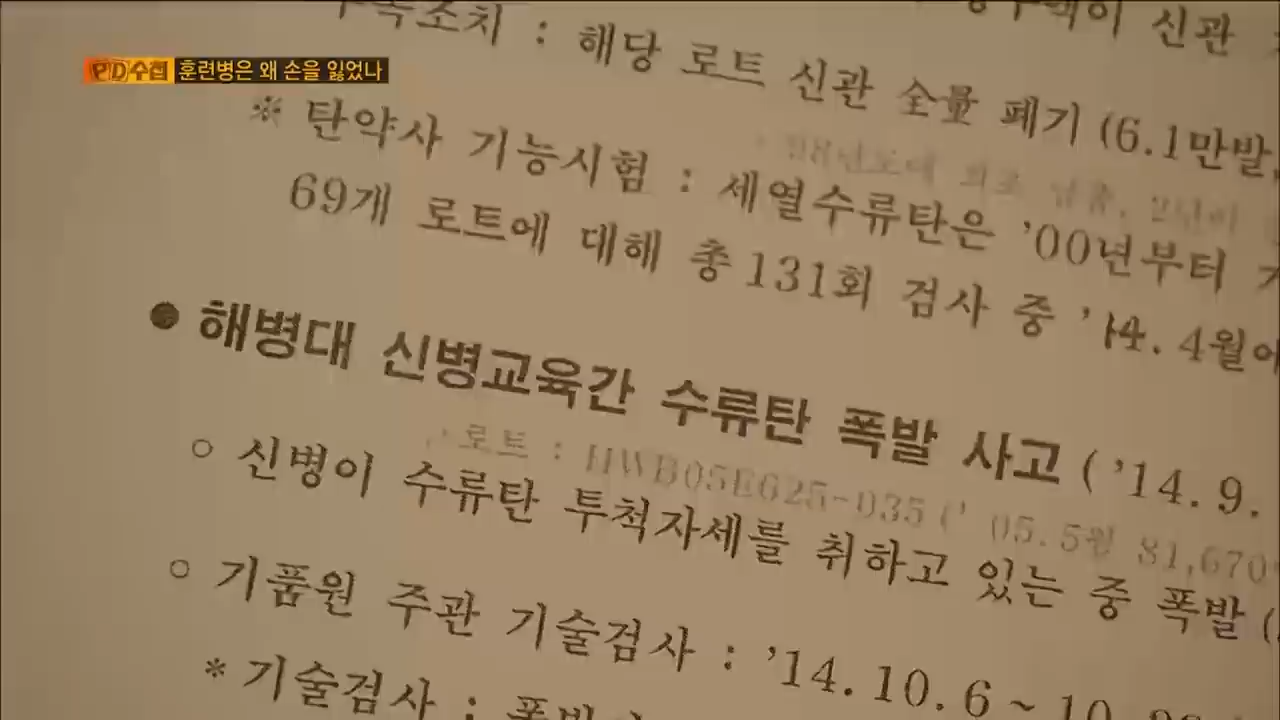 PD수첩 훈련병은 왜 손을 잃었나
후속조치 : 해당 로트 신관 全量 폐기 (6.1만발,
신관
※ 탄약사 기능시험 : 세열수류탄은 '00년부터
69개 로트에 대해 총 131회 검사 중 '14. 4월에
● 해병대 신병교육간 수류탄 폭발 사고 ( '14. 9.
로트 : HWB05E625-035 (' 05. 5월 81,670
○ 신병이 수류탄 투척자세를 취하고 있는 중 폭발 (
○ 기품원 주관 기술검사 : '14. 10. 6 ~ 10.
* 기술검사 :